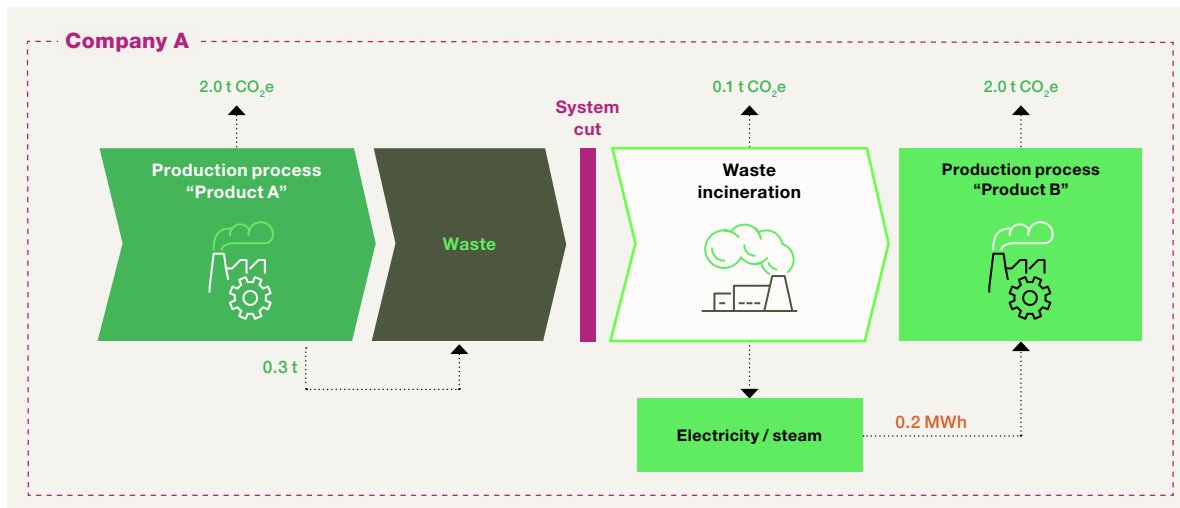 Company A
2.0 t CO₂e
0.1 t CO₂e
2.0 t CO₂e
System
cut
Production process
“Product A”
Waste
Waste
incineration
Production process
“Product B”
0.3 t
Electricity / steam
0.2 MWh